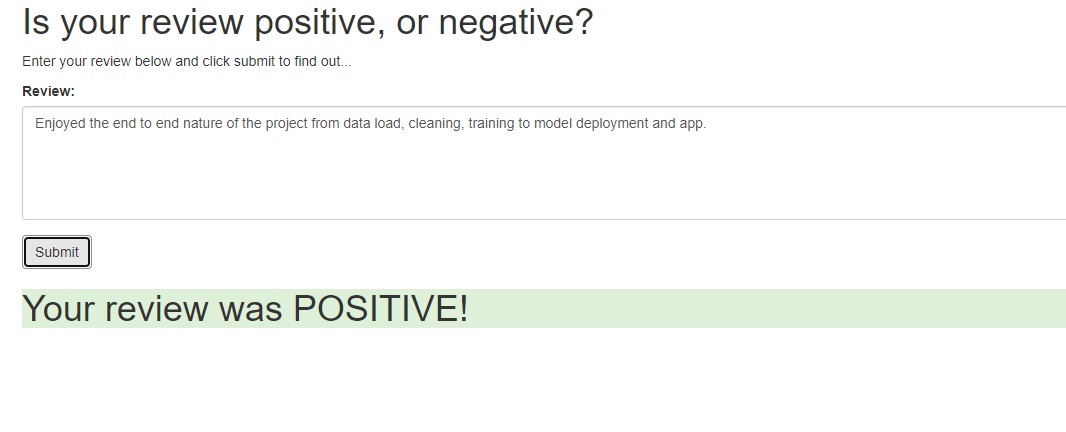 Is your review positive, or negative?
Enter your review below and click submit to find out...
Review:
Enjoyed the end to end nature of the project from data load, cleaning, training to model deployment and app.
Submit
Your review was POSITIVE!